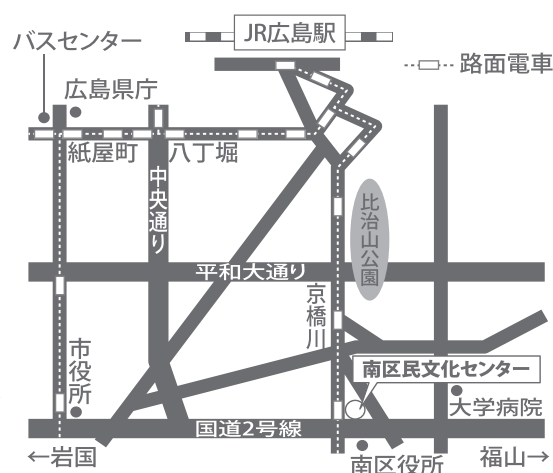 JR広島駅
バスセンター
路面電車
広島県庁
紙屋町
八丁堀
中央通り
比治山公園
平和大通り
京橋川
市役所
南区民文化センター
大学病院
国道2号線
←岩国
南区役所
福山→